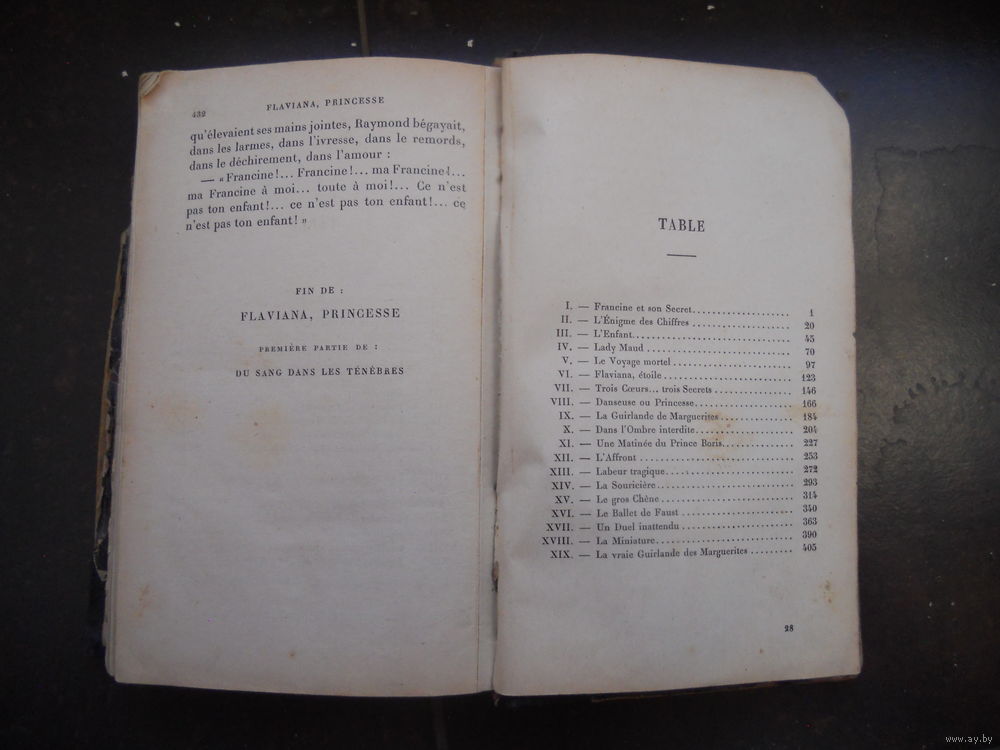 432
FLAVIANA, PRINCESSE
qu'élevaient ses mains jointes, Raymond bégayait,
dans les larmes, dans l'ivresse, dans le remords,
dans le déchirement, dans l'amour :
— « Francine !... Francine !... ma Francine !...
ma Francine à moi... toute à moi !... Ce n'est
pas ton enfant !... ce n'est pas ton enfant !... ce
n'est pas ton enfant ! »
FIN DE :
FLAVIANA, PRINCESSE
PREMIÈRE PARTIE DE :
DU SANG DANS LES TÉNÈBRES
TABLE
I. — Francine et son Secret. 1
II. — L'Énigme des Chiffres 20
III. — L'Enfant. 45
IV. — Lady Maud 70
V. — Le Voyage mortel 97
VI. — Flaviana, étoile 123
VII. — Trois Cœurs... trois Secrets 146
VIII. — Danseuse ou Princesse. 166
IX. — La Guirlande de Marguerites 184
X. — Dans l'Ombre interdite. 204
XI. — Une Matinée du Prince Boris. 227
XII. — L'Affront 253
XIII. — Labeur tragique. 272
XIV. — La Souricière. 293
XV. — Le gros Chêne 314
XVI. — Le Ballet de Faust 340
XVII. — Un Duel inattendu 363
XVIII. — La Miniature. 390
XIX. — La vraie Guirlande des Marguerites 405
28
www.ay.by